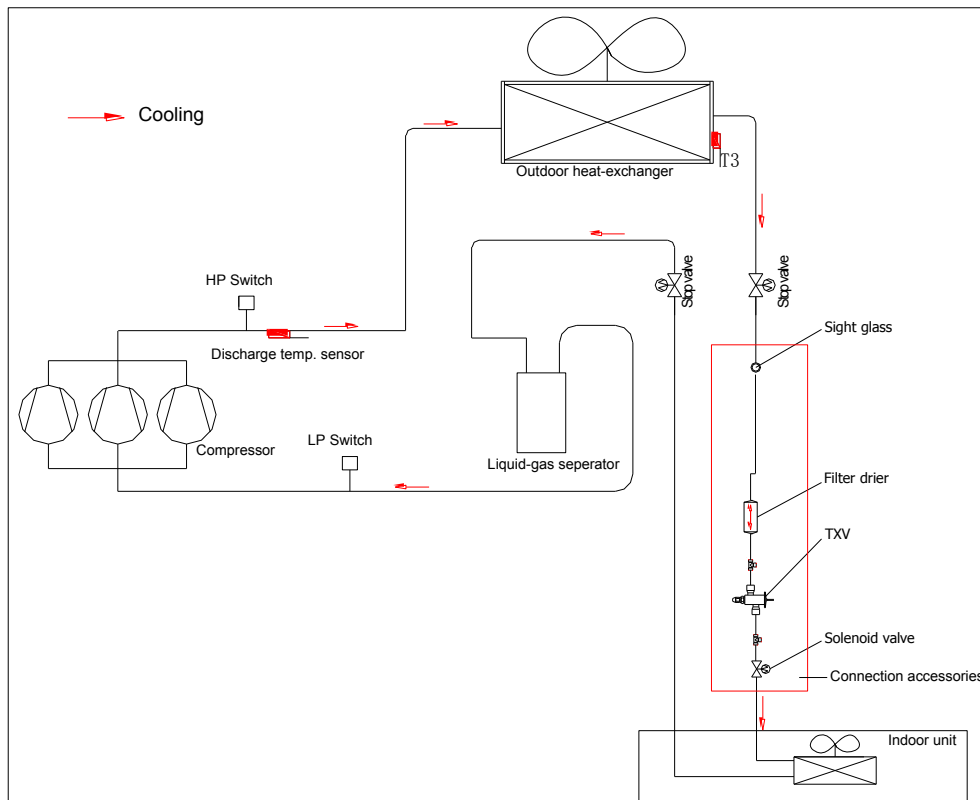 Cooling
T3
Outdoor heat-exchanger
HP Switch
Stop valve
Stop valve
Discharge temp. sensor
Sight glass
Compressor
LP Switch
Liquid-gas seperator
Filter drier
TXV
Solenoid valve
Connection accessories
Indoor unit